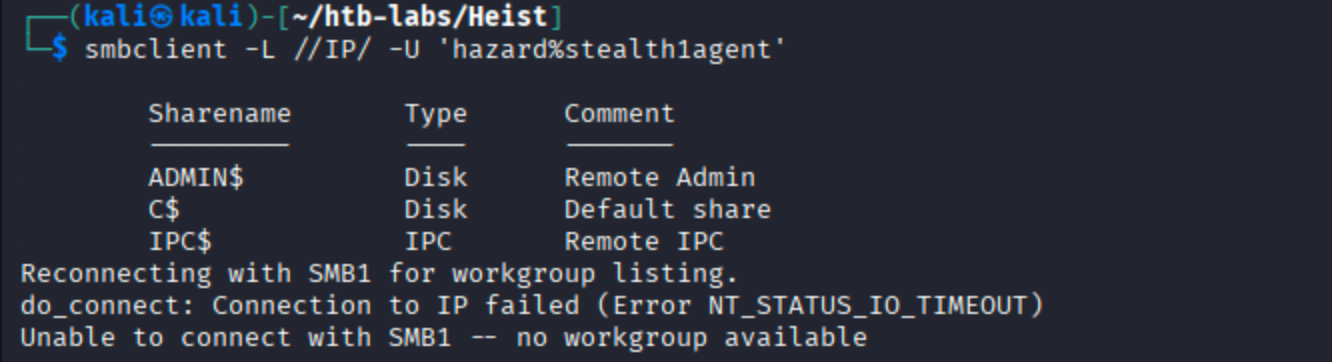 ┌──(kali㉿kali)-[~/htb-labs/Heist]
└─$ smbclient -L //IP/ -U 'hazard%stealth1agent'
Sharename Type Comment
--------- ---- -------
ADMIN$ Disk Remote Admin
C$ Disk Default share
IPC$ IPC Remote IPC
Reconnecting with SMB1 for workgroup listing.
do_connect: Connection to IP failed (Error NT_STATUS_IO_TIMEOUT)
Unable to connect with SMB1 -- no workgroup available